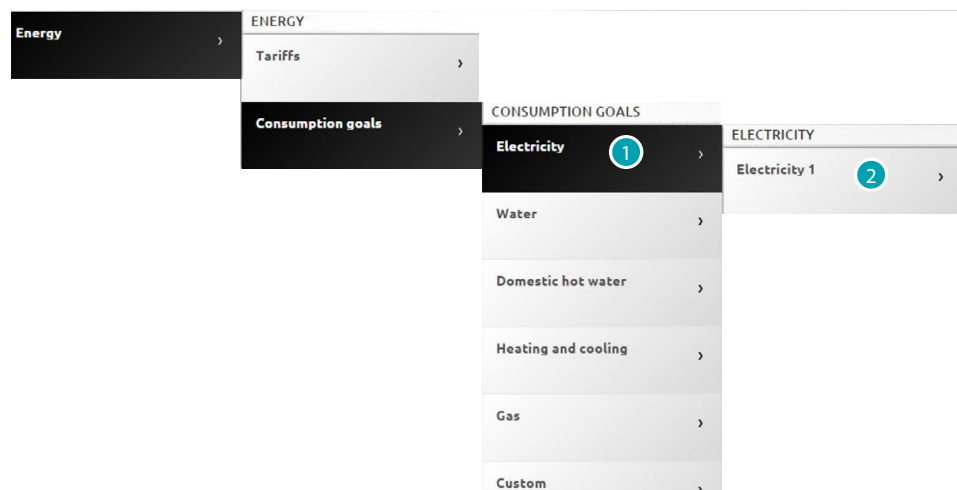 Energy
ENERGY
Tariffs
Consumption goals
CONSUMPTION GOALS
Electricity
1
Water
Domestic hot water
Heating and cooling
Gas
Custom
ELECTRICITY
Electricity 1
2